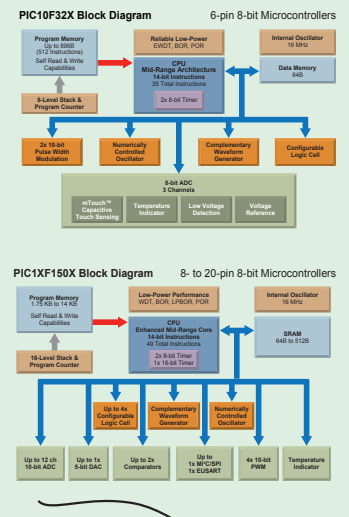 PIC10F32X Block Diagram 6-pin 8-bit Microcontrollers
Program Memory
Up to 896B
(512 Instructions)
Self Read & Write
Capabilities
Reliable Low-Power
EWDT, BOR, POR
Internal Oscillator
16 MHz
CPU
Mid-Range Architecture
14-bit Instructions
35 Total Instructions
2x 8-bit Timer
Data Memory
64B
8-Level Stack &
Program Counter
2x 10-bit
Pulse Width
Modulation
Numerically
Controlled
Oscillator
Complementary
Waveform
Generator
Configurable
Logic Cell
8-bit ADC
3 Channels
mTouch™
Capacitive
Touch Sensing
Temperature
Indicator
Low Voltage
Detection
Voltage
Reference
PIC1XF150X Block Diagram 8- to 20-pin 8-bit Microcontrollers
Program Memory
1.75 KB to 14 KB
Self Read & Write
Capabilities
Low-Power Performance
WDT, BOR, LPBOR, POR
Internal Oscillator
16 MHz
CPU
Enhanced Mid-Range Core
14-bit Instructions
49 Total Instructions
2x 8-bit Timer
1x 16-bit Timer
SRAM
64B to 512B
16-Level Stack &
Program Counter
Up to 4x
Configurable
Logic Cell
Complementary
Waveform
Generator
Numerically
Controlled
Oscillator
Up to 12 ch
10-bit ADC
Up to 1x
5-bit DAC
Up to 2x
Comparators
Up to
1x MI²C/SPI
1x EUSART
4x 10-bit
PWM
Temperature
Indicator